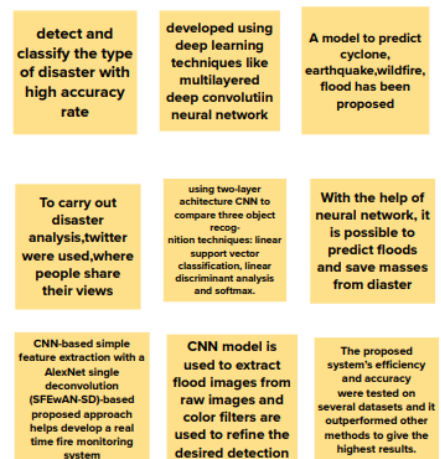 detect and
classify the type
of disaster with
high accuracy
rate
developed using
deep learning
techniques like
multilayered
deep convolutiin
neural network
A model to predict
cyclone,
earthquake,wildfire,
flood has been
proposed
To carry out
disaster
analysis,twitter
were used,where
people share
their views
using two-layer
achitecture CNN to
compare three object
recog-
nition techniques: linear
support vector
classification, linear
discriminant analysis
and softmax.
With the help of
neural network, it
is possible to
predict floods
and save masses
from diaster
CNN-based simple
feature extraction with a
AlexNet single
deconvolution
(SFEwAN-SD)-based
proposed approach
helps develop a real
time fire monitoring
system
CNN model is
used to extract
flood images from
raw images and
color filters are
used to refine the
desired detection
The proposed
system's efficiency
and accuracy
were tested on
several datasets and it
outperformed other
methods to give the
highest results.